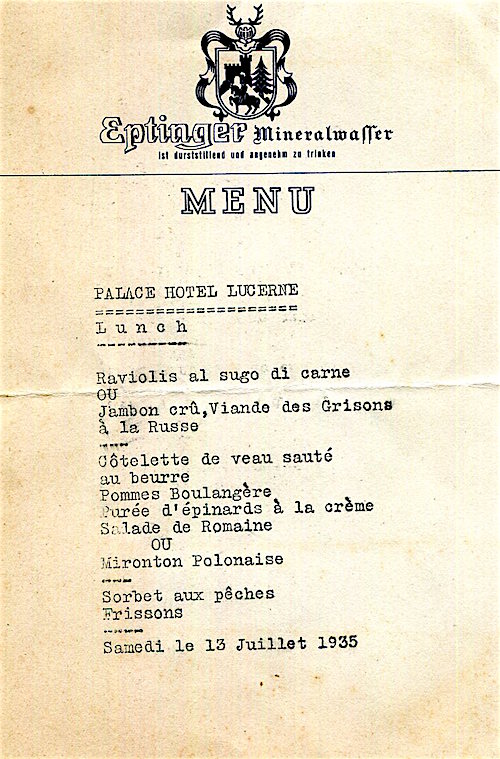 Eptinger Mineralwasser
ist durststillend und angenehm zu trinken
MENU
PALACE HOTEL LUCERNE
====================
Lunch
----------
Raviolis al sugo di carne
OU
Jambon crû,Viande des Grisons
à la Russe
----
Côtelette de veau sauté
au beurre
Pommes Boulangère
Purée d'épinards à la crème
Salade de Romaine
OU
Mironton Polonaise
----
Sorbet aux pêches
Frissons
-----
Samedi le 13 Juillet 1935